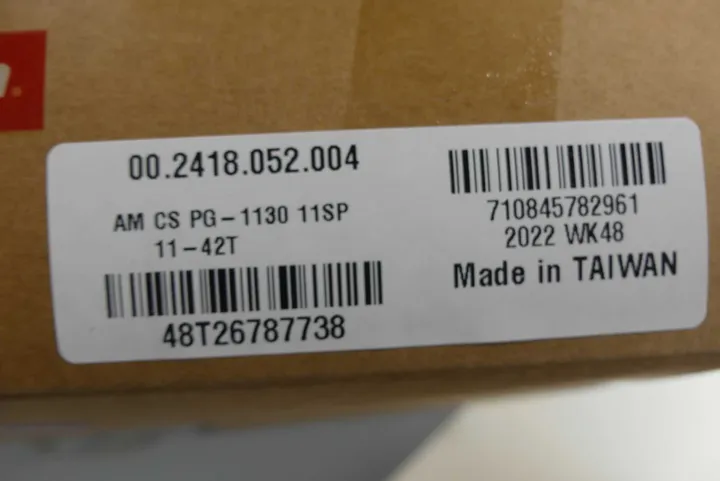 00.2418.052.004
AM CS PG-1130 11SP
11-42T
48T26787738
710845782961
2022 WK48
Made in TAIWAN